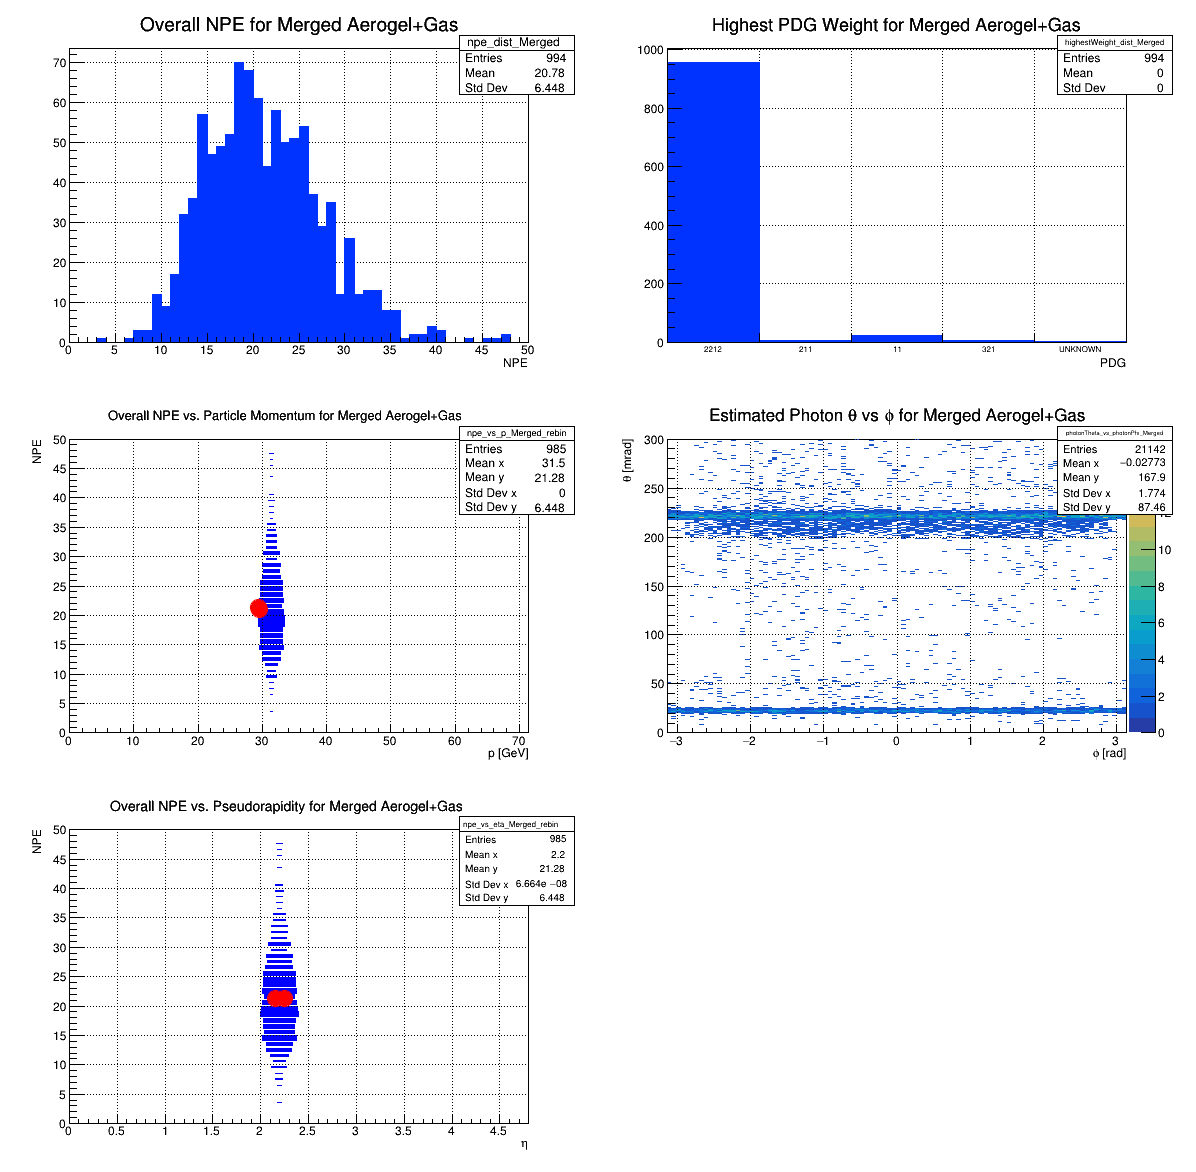 Overall NPE for Merged Aerogel+Gas
npe_dist_Merged
Entries 994
Mean 20.78
Std Dev 6.448
70
60
50
40
30
20
10
0
0 5 10 15 20 25 30 35 40 45 50
NPE
Highest PDG Weight for Merged Aerogel+Gas
highestWeight_dist_Merged
Entries 994
Mean 0
Std Dev 0
1000
800
600
400
200
0
2212 211 11 321 UNKNOWN
PDG
Overall NPE vs. Particle Momentum for Merged Aerogel+Gas
npe_vs_p_Merged_rebin
Entries 985
Mean x 31.5
Mean y 21.28
Std Dev x 0
Std Dev y 6.448
NPE
50
45
40
35
30
25
20
15
10
5
0
0 10 20 30 40 50 60 70
p [GeV]
Estimated Photon θ vs ϕ for Merged Aerogel+Gas
photonTheta_vs_photonPhi_Merged
Entries 21142
Mean x −0.02773
Mean y 167.9
Std Dev x 1.774
Std Dev y 87.46
θ [mrad]
300
250
200
150
100
50
0
−3 −2 −1 0 1 2 3
ϕ [rad]
12
10
8
6
4
2
0
Overall NPE vs. Pseudorapidity for Merged Aerogel+Gas
npe_vs_eta_Merged_rebin
Entries 985
Mean x 2.2
Mean y 21.28
Std Dev x 6.664e −08
Std Dev y 6.448
NPE
50
45
40
35
30
25
20
15
10
5
0
0 0.5 1 1.5 2 2.5 3 3.5 4 4.5
η